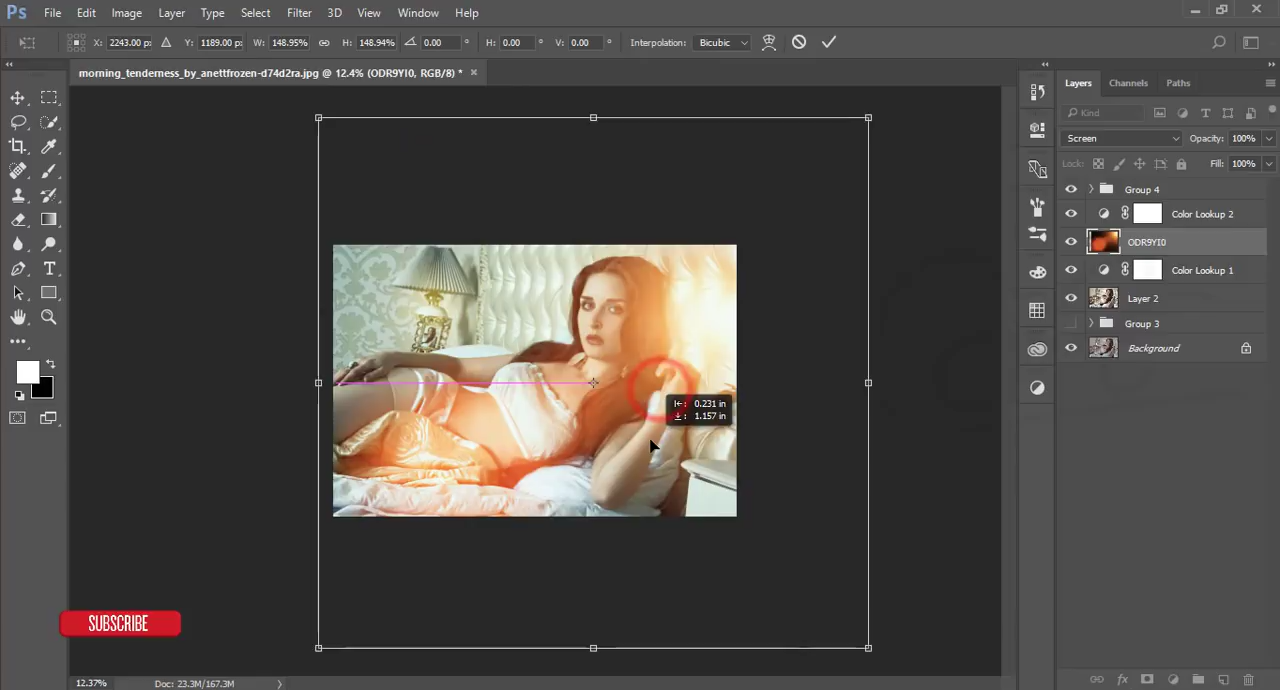 Ps File Edit Image Layer Type Select Filter 3D View Window Help
X: 2243.00 px Y: 1189.00 px W: 148.95% H: 148.94% 0.00 ° H: 0.00 ° V: 0.00 ° Interpolation: Bicubic
morning_tenderness_by_anettfrozen-d74d2ra.jpg @ 12.4% (ODR9YI0, RGB/8) * ×
Layers Channels Paths
Kind
Screen Opacity: 100%
Lock: Fill: 100%
Group 4
Color Lookup 2
ODR9YI0
Color Lookup 1
Layer 2
Group 3
Background
0.231 in
1.157 in
SUBSCRIBE
12.37% Doc: 23.3M/167.3M
fx